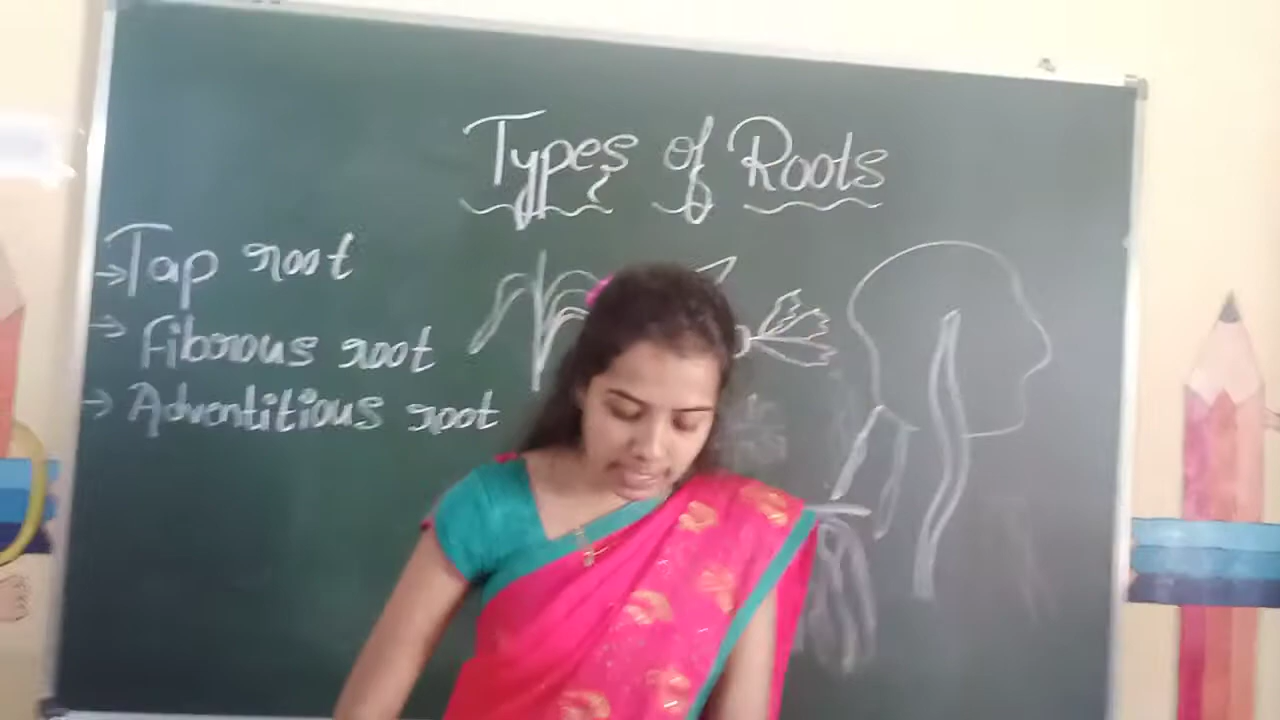 Types of Roots
→ Tap root
→ Fibrous root
→ Adventitious root